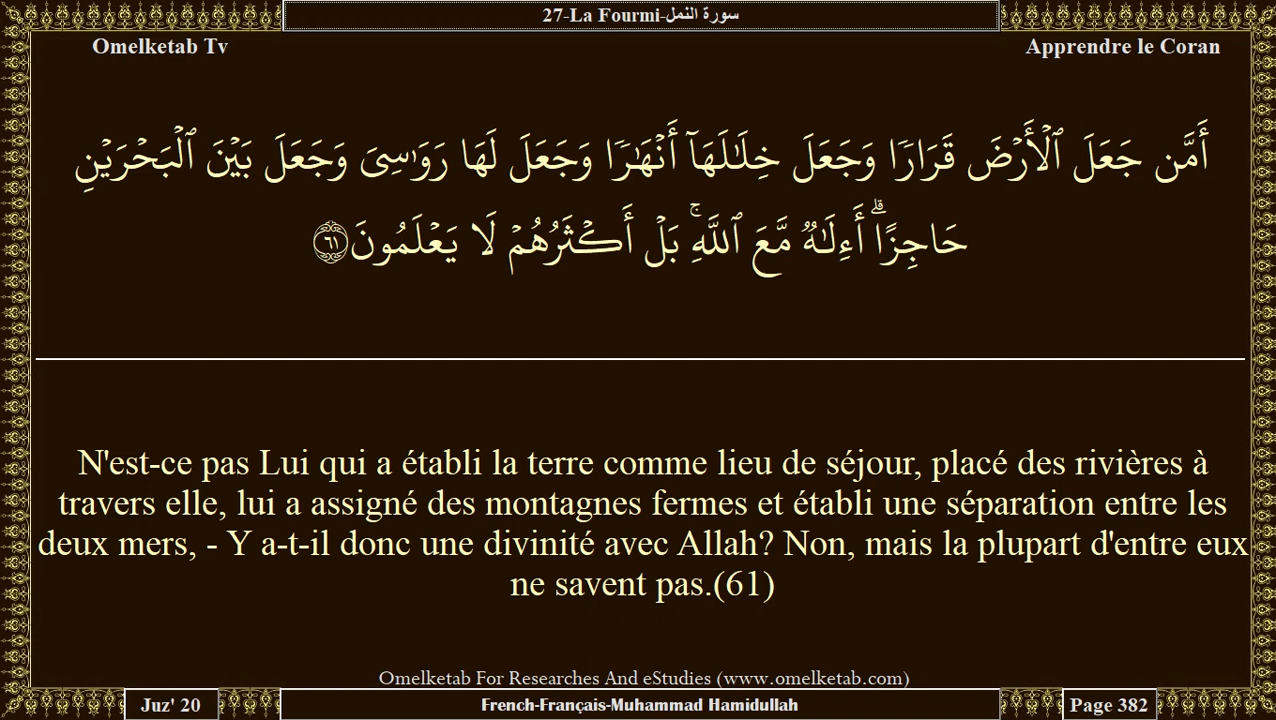 27-La Fourmi-سورة النمل
Omelketab Tv
Apprendre le Coran
أَمَّن جَعَلَ ٱلْأَرْضَ قَرَارًا وَجَعَلَ خِلَـٰلَهَآ أَنْهَـٰرًا وَجَعَلَ لَهَا رَوَٰسِىَ وَجَعَلَ بَيْنَ ٱلْبَحْرَيْنِ
حَاجِزًا ۗ أَءِلَـٰهٌ مَّعَ ٱللَّهِ ۚ بَلْ أَكْثَرُهُمْ لَا يَعْلَمُونَ ٦١
N'est-ce pas Lui qui a établi la terre comme lieu de séjour, placé des rivières à
travers elle, lui a assigné des montagnes fermes et établi une séparation entre les
deux mers, - Y a-t-il donc une divinité avec Allah? Non, mais la plupart d'entre eux
ne savent pas.(61)
Omelketab For Researches And eStudies (www.omelketab.com)
Juz' 20
French-Français-Muhammad Hamidullah
Page 382